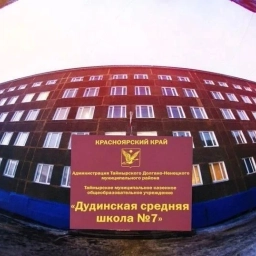 КРАСНОЯРСКИЙ КРАЙ
Администрация Таймырского Долгано-Ненецкого
муниципального района
Таймырское муниципальное казенное
общеобразовательное учреждение
«Дудинская средняя
школа №7»